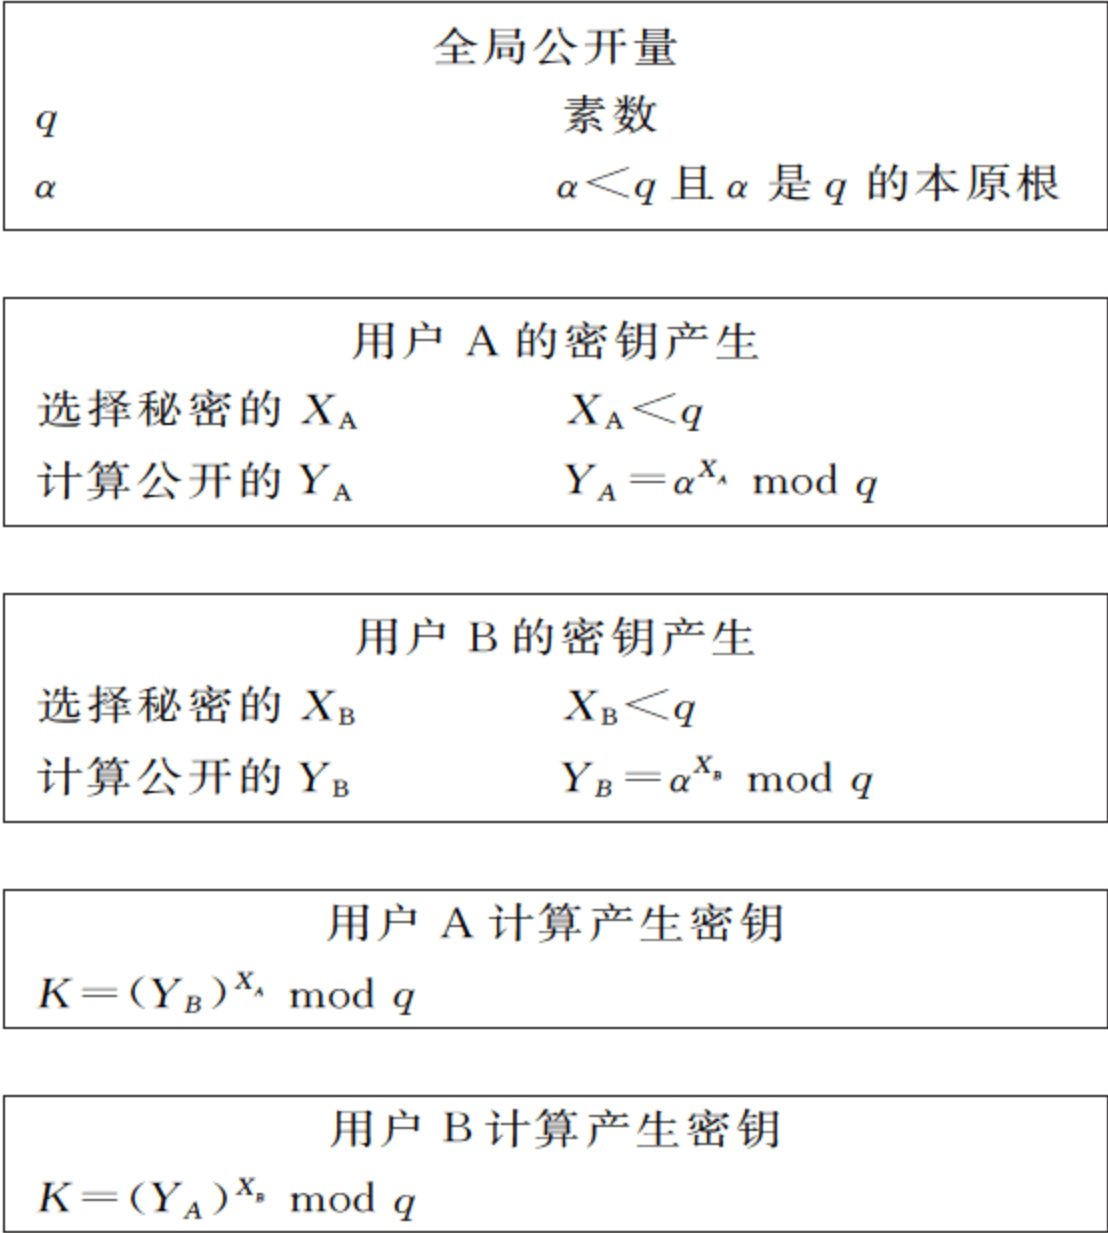 全局公开量
q 素数
α α<q 且 α 是 q 的本原根
用户 A 的密钥产生
选择秘密的 X_A X_A<q
计算公开的 Y_A Y_A=α^{X_A} mod q
用户 B 的密钥产生
选择秘密的 X_B X_B<q
计算公开的 Y_B Y_B=α^{X_B} mod q
用户 A 计算产生密钥
K=(Y_B)^{X_A} mod q
用户 B 计算产生密钥
K=(Y_A)^{X_B} mod q